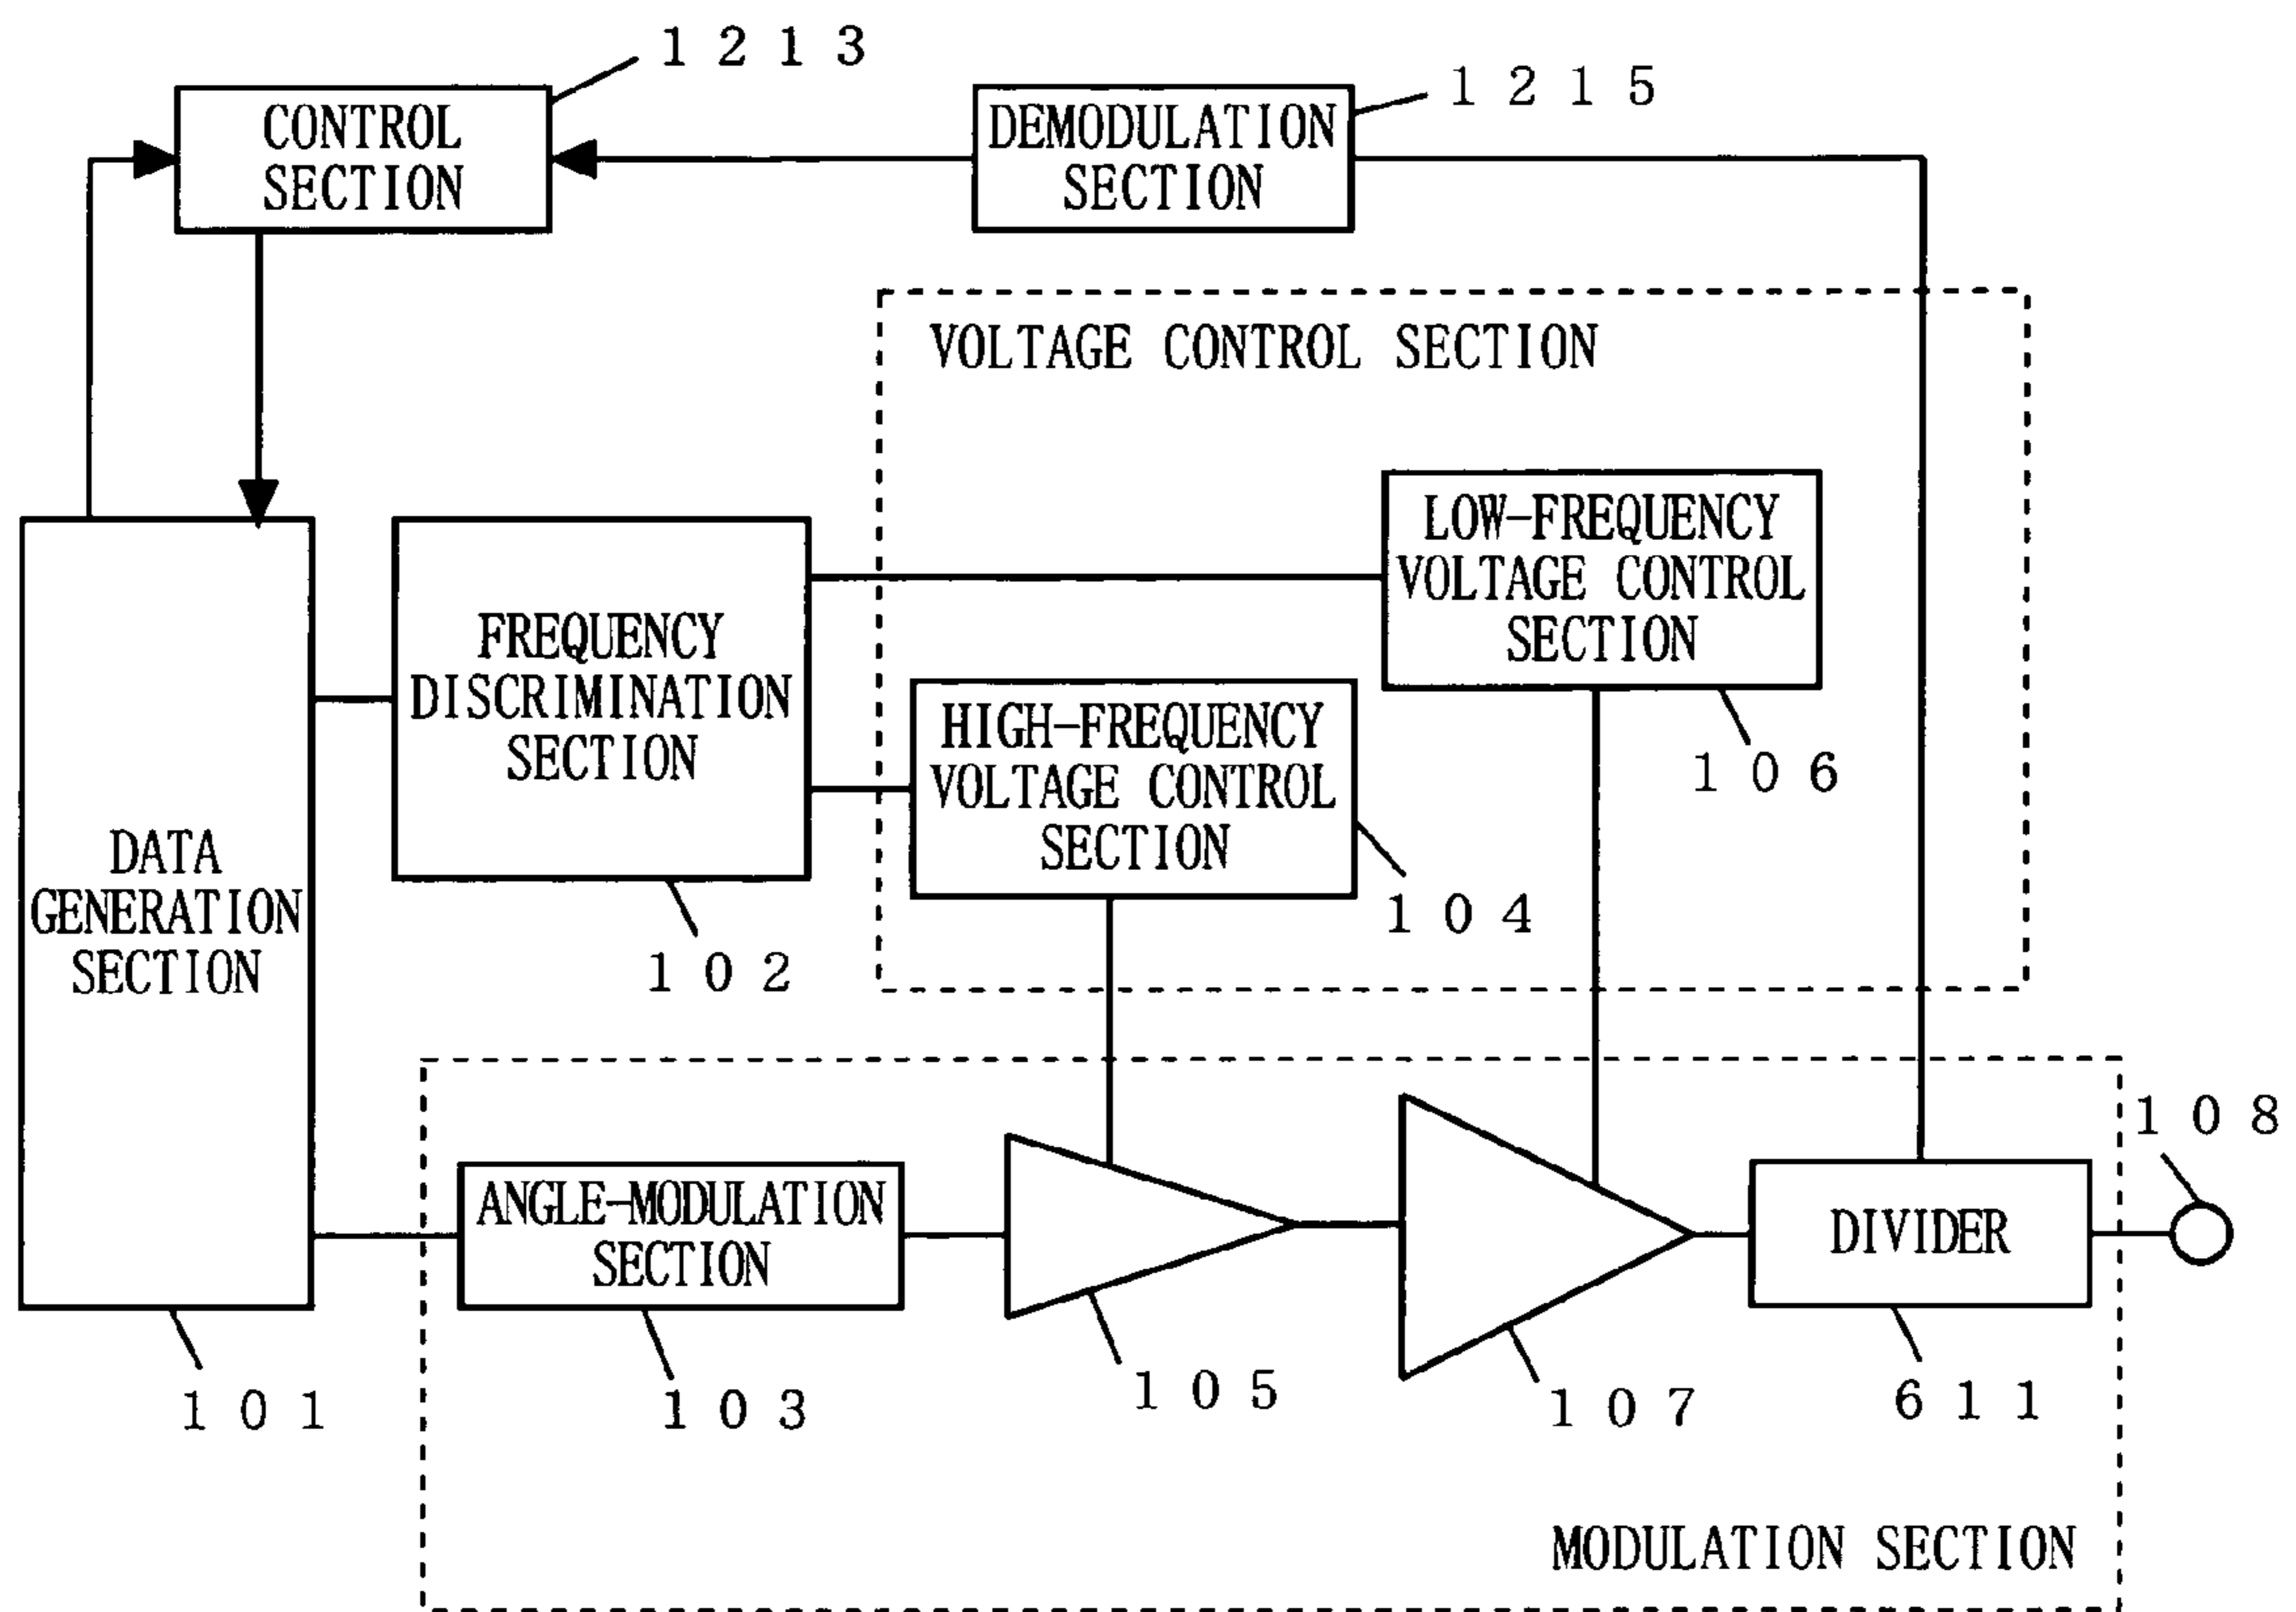 1213
CONTROL
SECTION
DEMODULATION
SECTION
1215
VOLTAGE CONTROL SECTION
LOW-FREQUENCY
VOLTAGE CONTROL
SECTION
106
FREQUENCY
DISCRIMINATION
SECTION
102
HIGH-FREQUENCY
VOLTAGE CONTROL
SECTION
104
DATA
GENERATION
SECTION
101
ANGLE-MODULATION
SECTION
103
105
107
DIVIDER
611
108
MODULATION SECTION